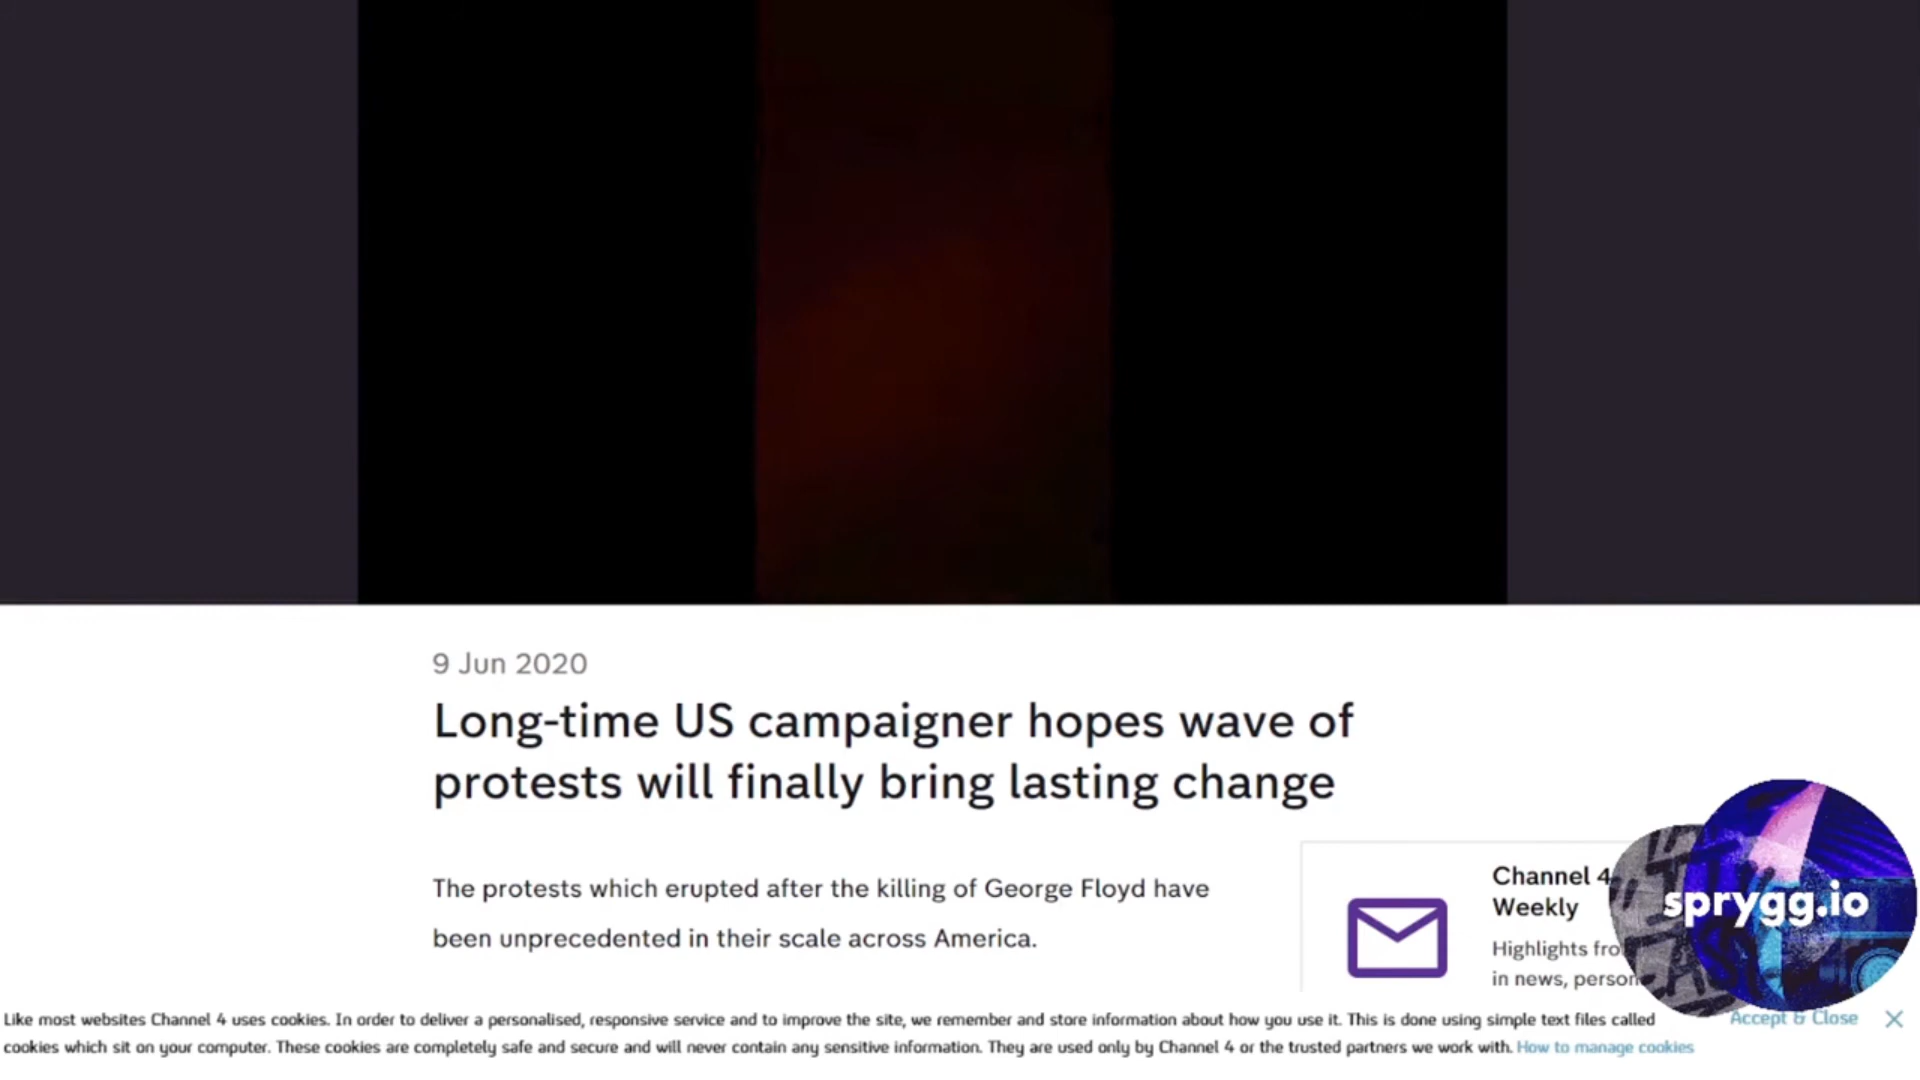 9 Jun 2020
Long-time US campaigner hopes wave of
protests will finally bring lasting change
The protests which erupted after the killing of George Floyd have
been unprecedented in their scale across America.
Channel 4
Weekly
Highlights
in news,
sprygg.io
Like most websites Channel 4 uses cookies. In order to deliver a personalised, responsive service and to improve the site, we remember and store information about how you use it. This is done using simple text files called
Accept & Close
cookies which sit on your computer. These cookies are completely safe and secure and will never contain any sensitive information. They are used only by Channel 4 or the trusted partners we work with. How to manage cookies